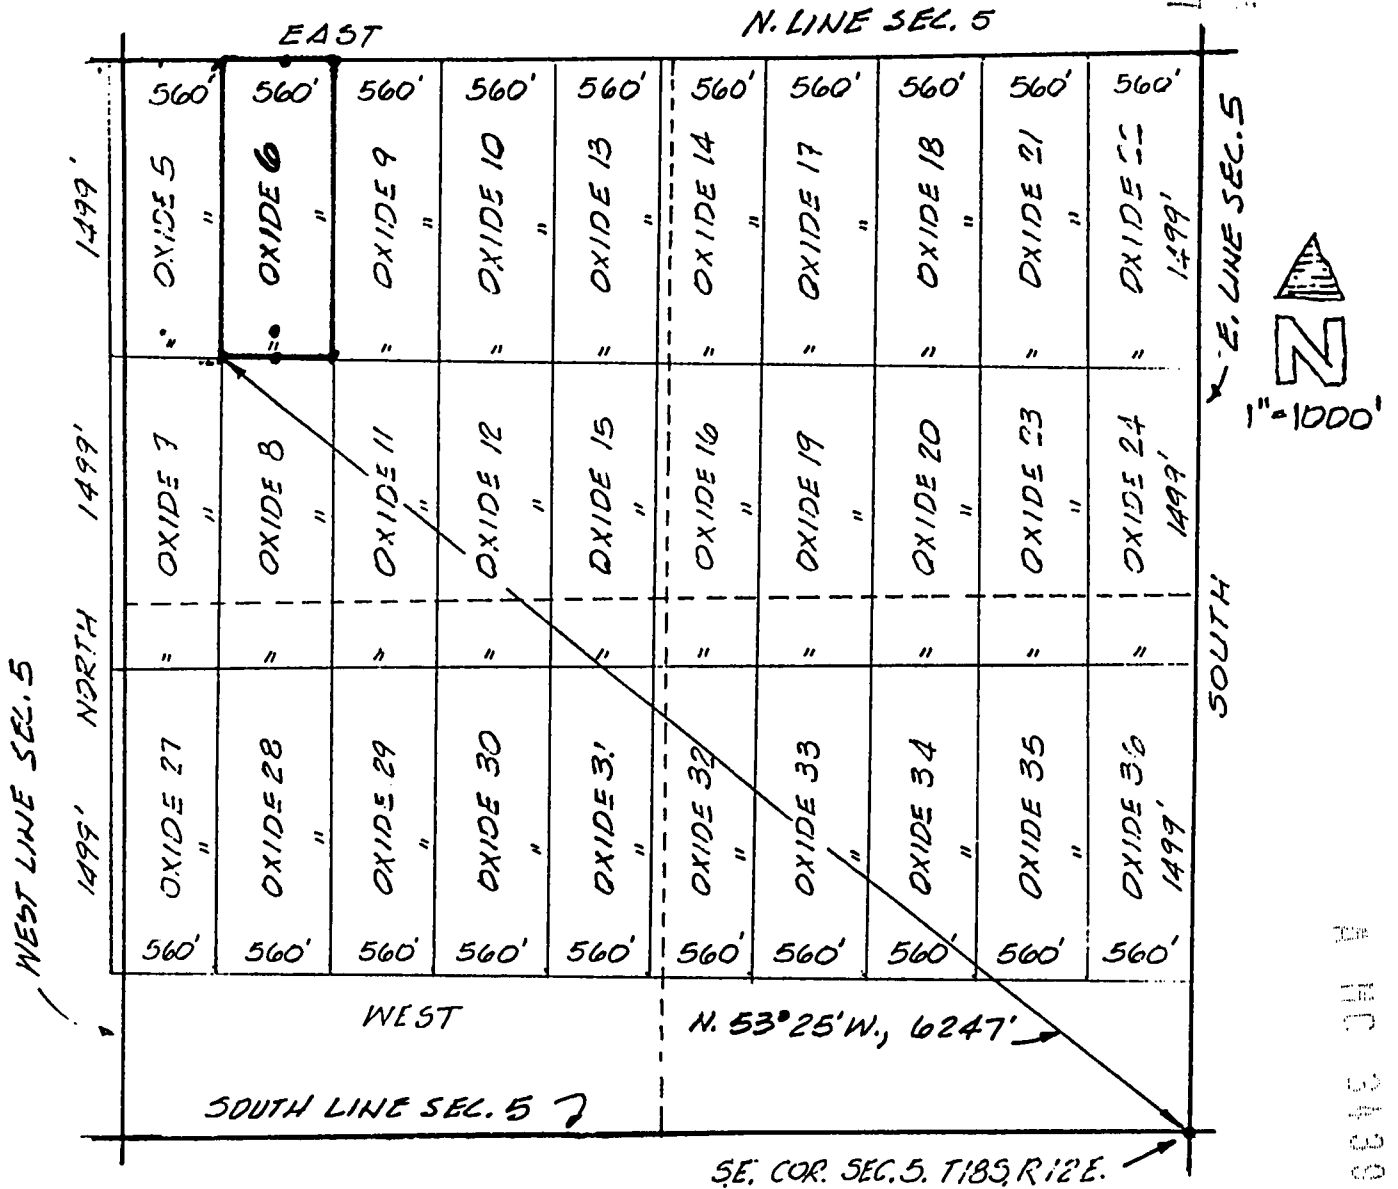 EAST
N. LINE SEC. 5
560' 560' 560' 560' 560' 560' 560' 560' 560' 560'
1499'
OXIDE 5 "
OXIDE 6 "
OXIDE 9 "
OXIDE 10 "
OXIDE 13 "
OXIDE 14 "
OXIDE 17
OXIDE 18 "
OXIDE 21 "
OXIDE 22
1499'
E. LINE SEC. 5
" " " " " " " " " "
N
1"=1000'
1499'
OXIDE 7 "
OXIDE 8 "
OXIDE 11 "
OXIDE 12 "
OXIDE 15 "
OXIDE 16 "
OXIDE 19 "
OXIDE 20 "
OXIDE 23 "
OXIDE 24
1499'
NORTH
SOUTH
" " " " " " " " " "
WEST LINE SEC. 5
1499'
OXIDE 27 "
OXIDE 28 "
OXIDE 29 "
OXIDE 30 "
OXIDE 31 "
OXIDE 32 "
OXIDE 33 "
OXIDE 34 "
OXIDE 35 "
OXIDE 36
1499'
560' 560' 560' 560' 560' 560' 560' 560' 560' 560'
WEST
N. 53°25'W., 6247'
SOUTH LINE SEC. 5
S.E. COR. SEC. 5. T18S, R12E.
A MC 3439